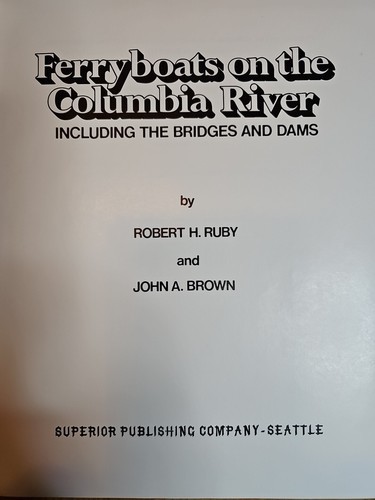 Ferryboats on the
Columbia River
INCLUDING THE BRIDGES AND DAMS
by
ROBERT H. RUBY
and
JOHN A. BROWN
SUPERIOR PUBLISHING COMPANY-SEATTLE